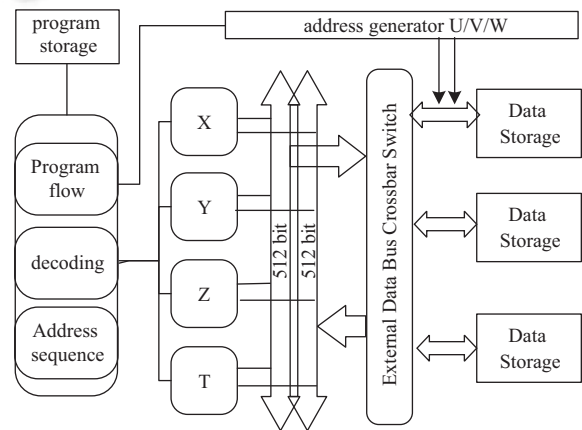 program
storage
address generator U/V/W
Program
flow
decoding
Address
sequence
X
Y
Z
T
512 bit
512 bit
External Data Bus Crossbar Switch
Data
Storage
Data
Storage
Data
Storage